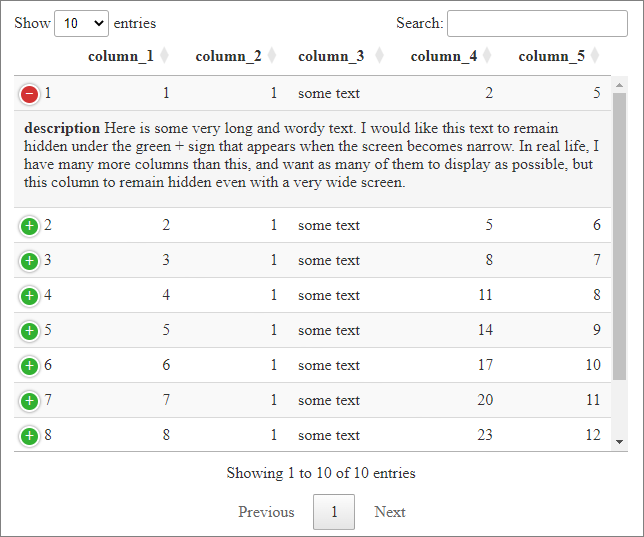 Show 10 entries Search:
column_1 column_2 column_3 column_4 column_5
− 1 1 1 some text 2 5
description Here is some very long and wordy text. I would like this text to remain
hidden under the green + sign that appears when the screen becomes narrow. In real life, I
have many more columns than this, and want as many of them to display as possible, but
this column to remain hidden even with a very wide screen.
+ 2 2 1 some text 5 6
+ 3 3 1 some text 8 7
+ 4 4 1 some text 11 8
+ 5 5 1 some text 14 9
+ 6 6 1 some text 17 10
+ 7 7 1 some text 20 11
+ 8 8 1 some text 23 12
Showing 1 to 10 of 10 entries
Previous 1 Next